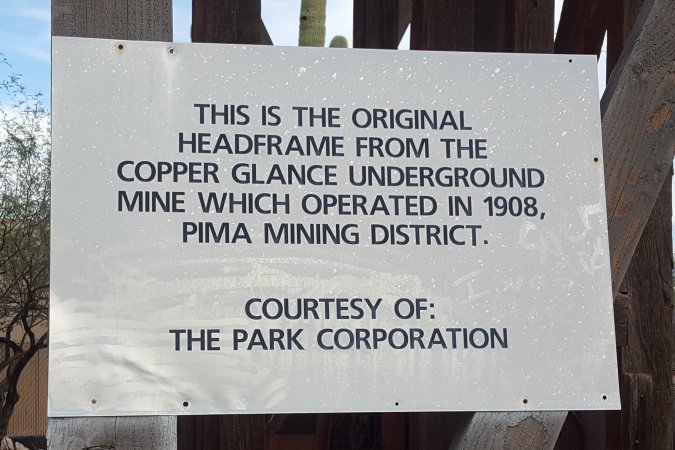 THIS IS THE ORIGINAL
HEADFRAME FROM THE
COPPER GLANCE UNDERGROUND
MINE WHICH OPERATED IN 1908,
PIMA MINING DISTRICT.
COURTESY OF:
THE PARK CORPORATION